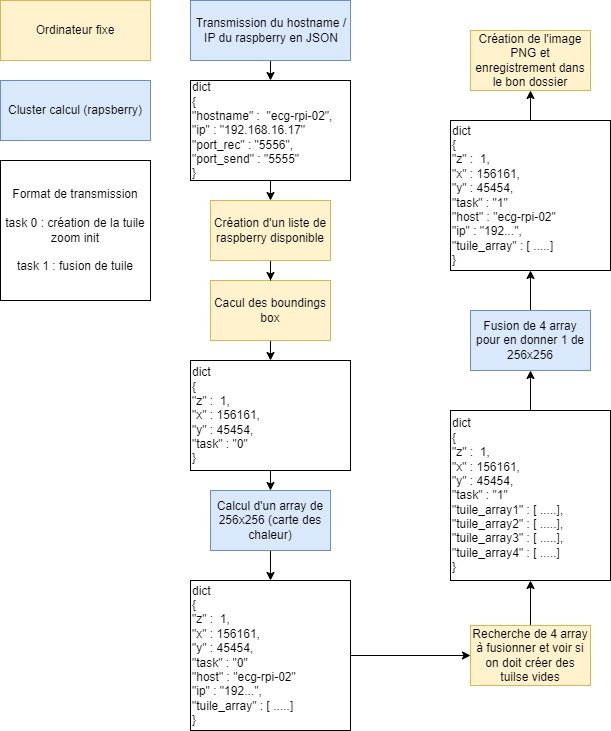 Ordinateur fixe
Cluster calcul (rapsberry)
Format de transmission
task 0 : création de la tuile
zoom init
task 1 : fusion de tuile
Transmission du hostname /
IP du raspberry en JSON
dict
{
"hostname" :  "ecg-rpi-02",
"ip" : "192.168.16.17"
"port_rec" : "5556",
"port_send" : "5555"
}
Création d'un liste de
raspberry disponible
Cacul des boundings
box
dict
{
"z" :  1,
"x" : 156161,
"y" : 45454,
"task" : "0"
}
Calcul d'un array de
256x256 (carte des
chaleur)
dict
{
"z" :  1,
"x" : 156161,
"y" : 45454,
"task" : "0"
"host" : "ecg-rpi-02"
"ip" : "192...",
"tuile_array" : [ .....]
}
Recherche de 4 array
à fusionner et voir si
on doit créer des
tuilse vides
dict
{
"z" :  1,
"x" : 156161,
"y" : 45454,
"task" : "1"
"tuile_array1" : [ .....],
"tuile_array2" : [ .....],
"tuile_array3" : [ .....],
"tuile_array4" : [ .....]
}
Fusion de 4 array
pour en donner 1 de
256x256
dict
{
"z" :  1,
"x" : 156161,
"y" : 45454,
"task" : "1"
"host" : "ecg-rpi-02"
"ip" : "192...",
"tuile_array" : [ .....]
}
Création de l'image
PNG et
enregistrement dans
le bon dossier